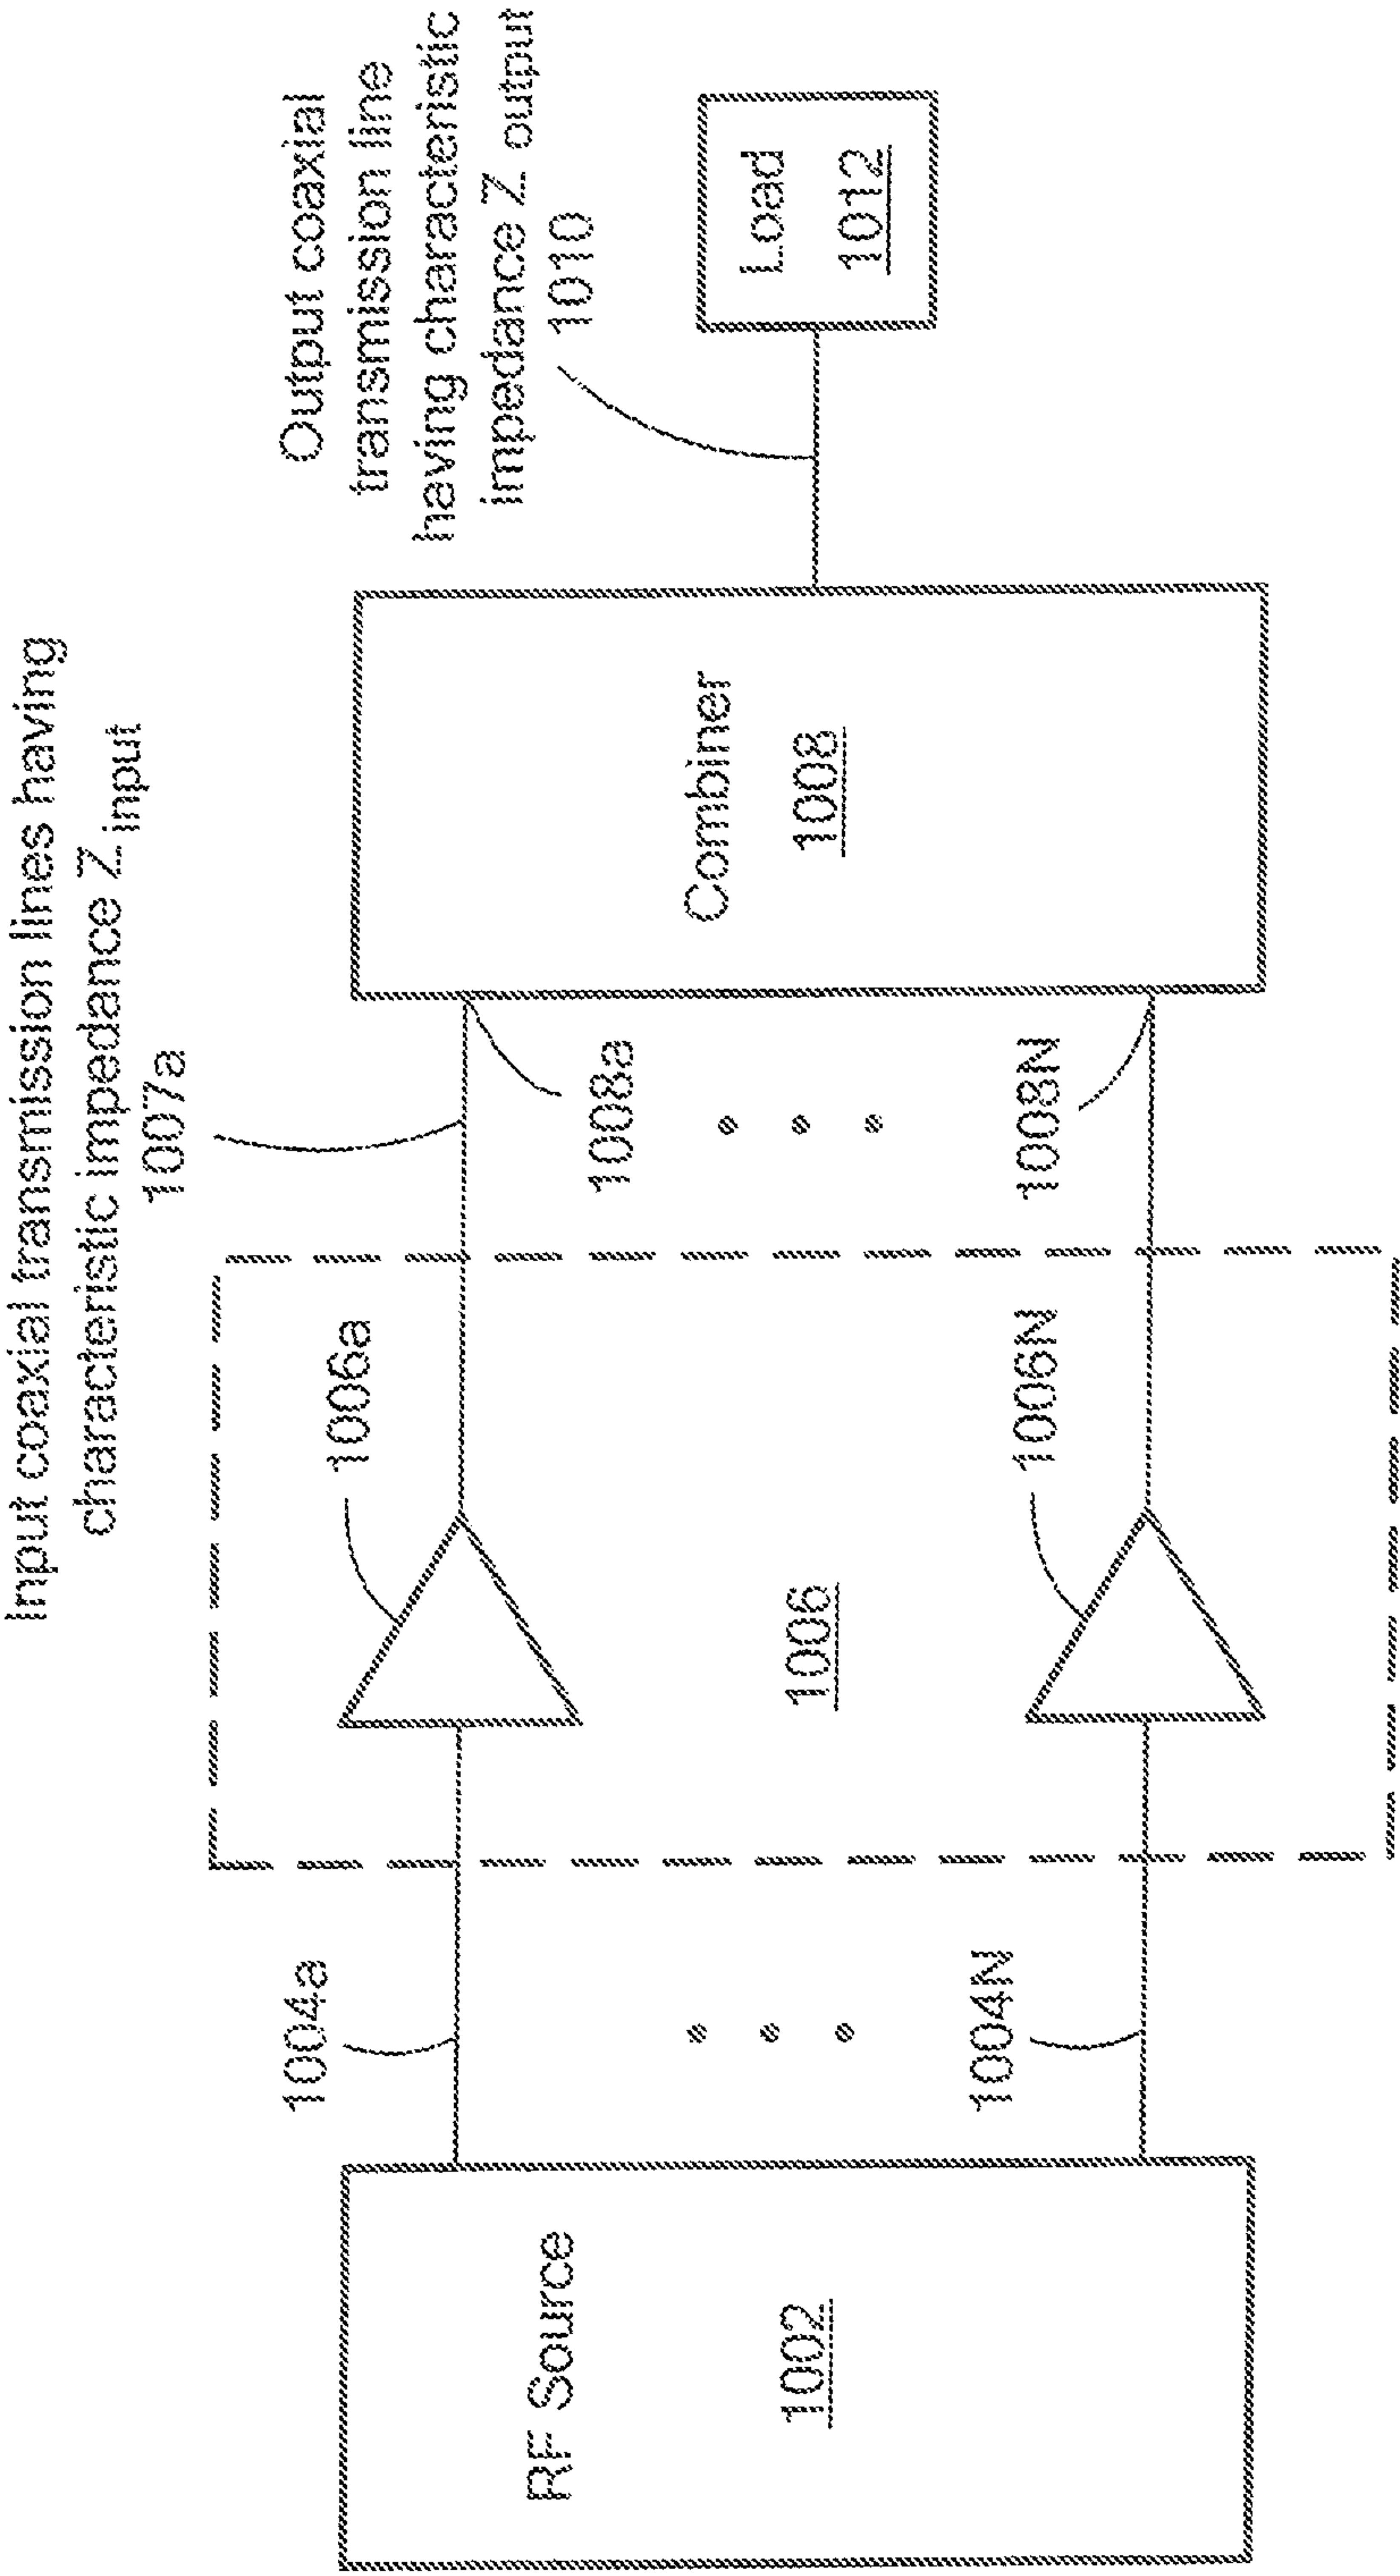 Input coaxial transmission lines having
characteristic impedance Z input
1007a
Output coaxial
transmission line
having characteristic
impedance Z output
1010
1004a
1006a
1008a
RF Source
1002
1006
Combiner
1008
Load
1012
1004N
1006N
1008N